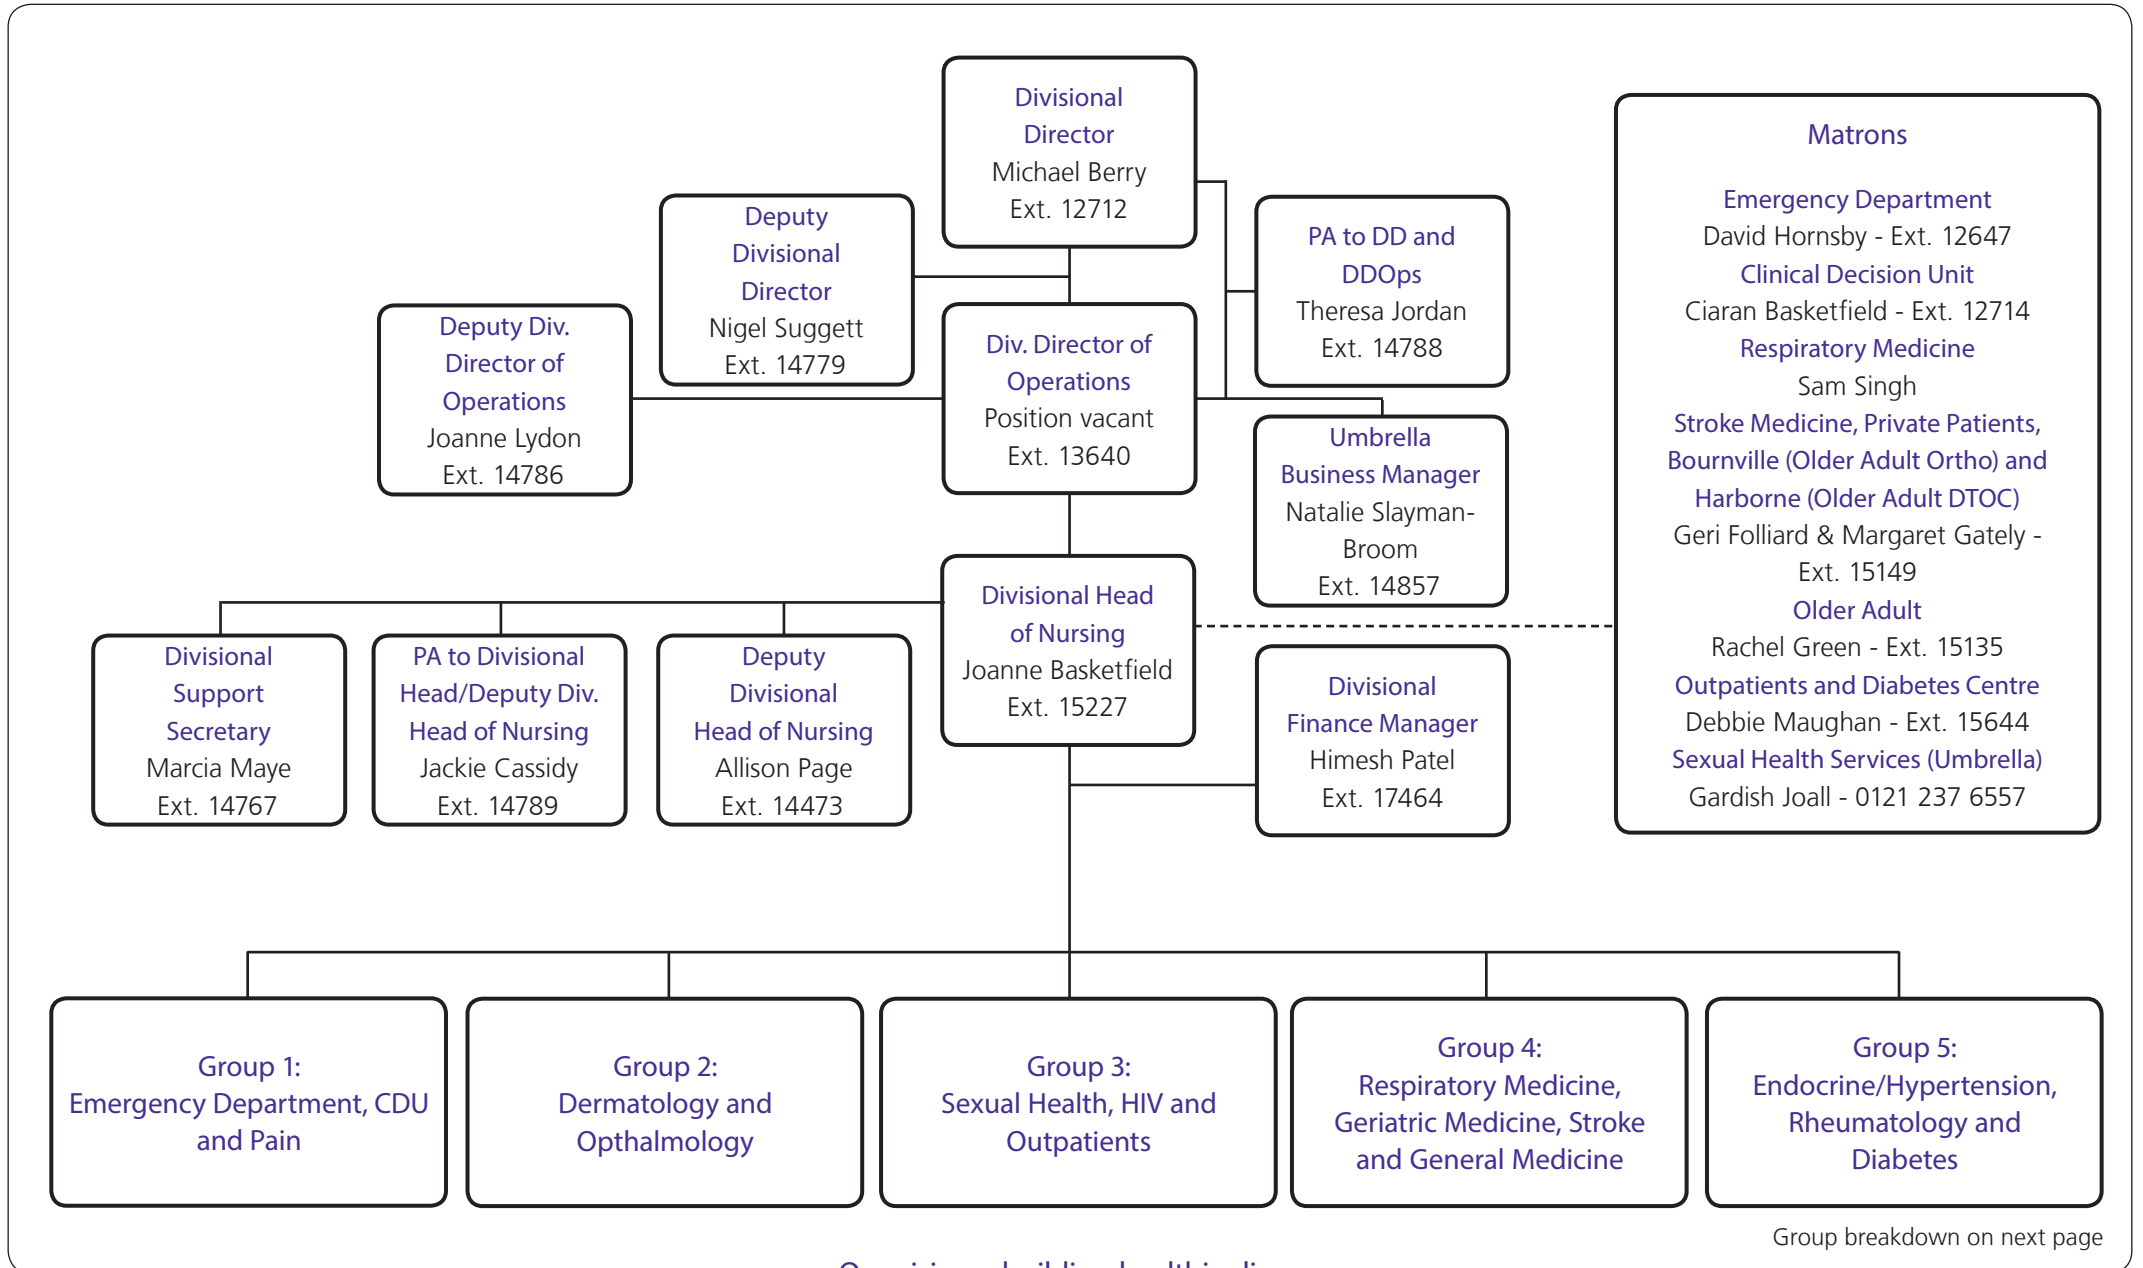 Divisional
Director
Michael Berry
Ext. 12712
Deputy
Divisional
Director
Nigel Suggett
Ext. 14779
PA to DD and
DDOps
Theresa Jordan
Ext. 14788
Deputy Div.
Director of
Operations
Joanne Lydon
Ext. 14786
Div. Director of
Operations
Position vacant
Ext. 13640
Umbrella
Business Manager
Natalie Slayman-
Broom
Ext. 14857
Matrons
Emergency Department
David Hornsby - Ext. 12647
Clinical Decision Unit
Ciaran Basketfield - Ext. 12714
Respiratory Medicine
Sam Singh
Stroke Medicine, Private Patients,
Bournville (Older Adult Ortho) and
Harborne (Older Adult DTOC)
Geri Folliard & Margaret Gately -
Ext. 15149
Older Adult
Rachel Green - Ext. 15135
Outpatients and Diabetes Centre
Debbie Maughan - Ext. 15644
Sexual Health Services (Umbrella)
Gardish Joall - 0121 237 6557
Divisional Head
of Nursing
Joanne Basketfield
Ext. 15227
Divisional
Support
Secretary
Marcia Maye
Ext. 14767
PA to Divisional
Head/Deputy Div.
Head of Nursing
Jackie Cassidy
Ext. 14789
Deputy
Divisional
Head of Nursing
Allison Page
Ext. 14473
Divisional
Finance Manager
Himesh Patel
Ext. 17464
Group 1:
Emergency Department, CDU
and Pain
Group 2:
Dermatology and
Opthalmology
Group 3:
Sexual Health, HIV and
Outpatients
Group 4:
Respiratory Medicine,
Geriatric Medicine, Stroke
and General Medicine
Group 5:
Endocrine/Hypertension,
Rheumatology and
Diabetes
Group breakdown on next page